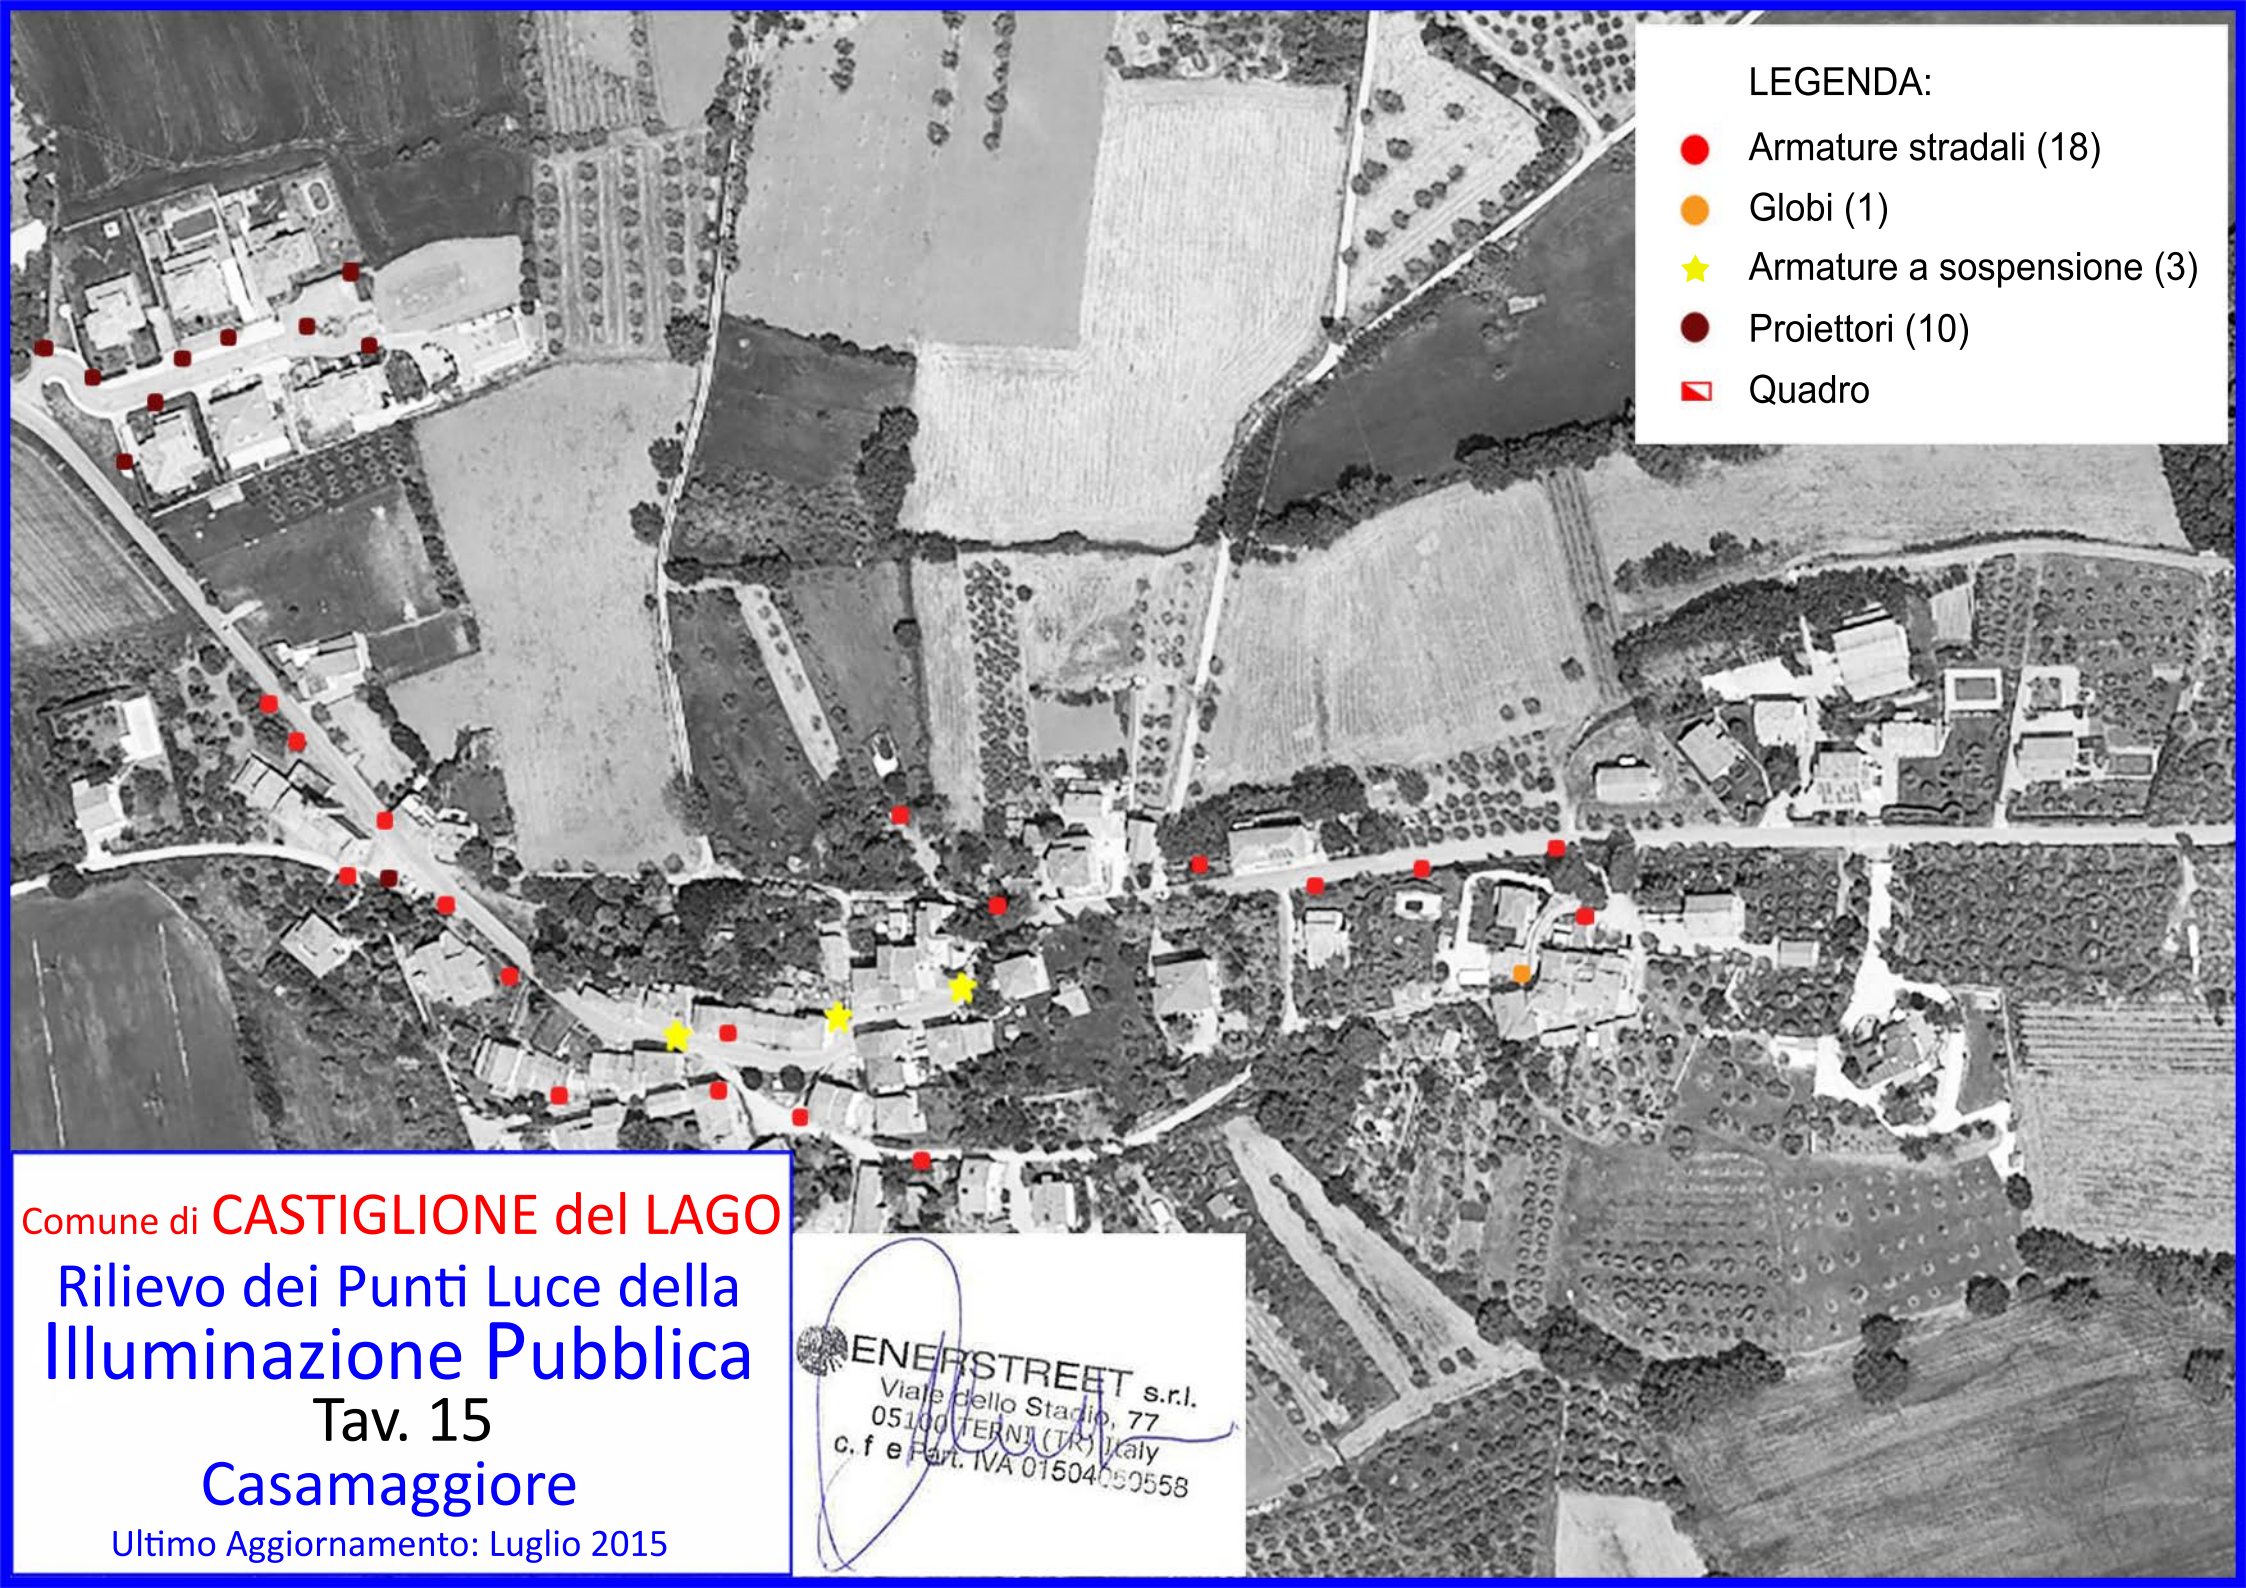 LEGENDA:
Armature stradali (18)
Globi (1)
Armature a sospensione (3)
Proiettori (10)
Quadro
Comune di CASTIGLIONE del LAGO
Rilievo dei Punti Luce della
Illuminazione Pubblica
Tav. 15
Casamaggiore
Ultimo Aggiornamento: Luglio 2015
ENERSTREET s.r.l.
Viale dello Stadio, 77
05100 TERNI (TR) Italy
c. f e Part. IVA